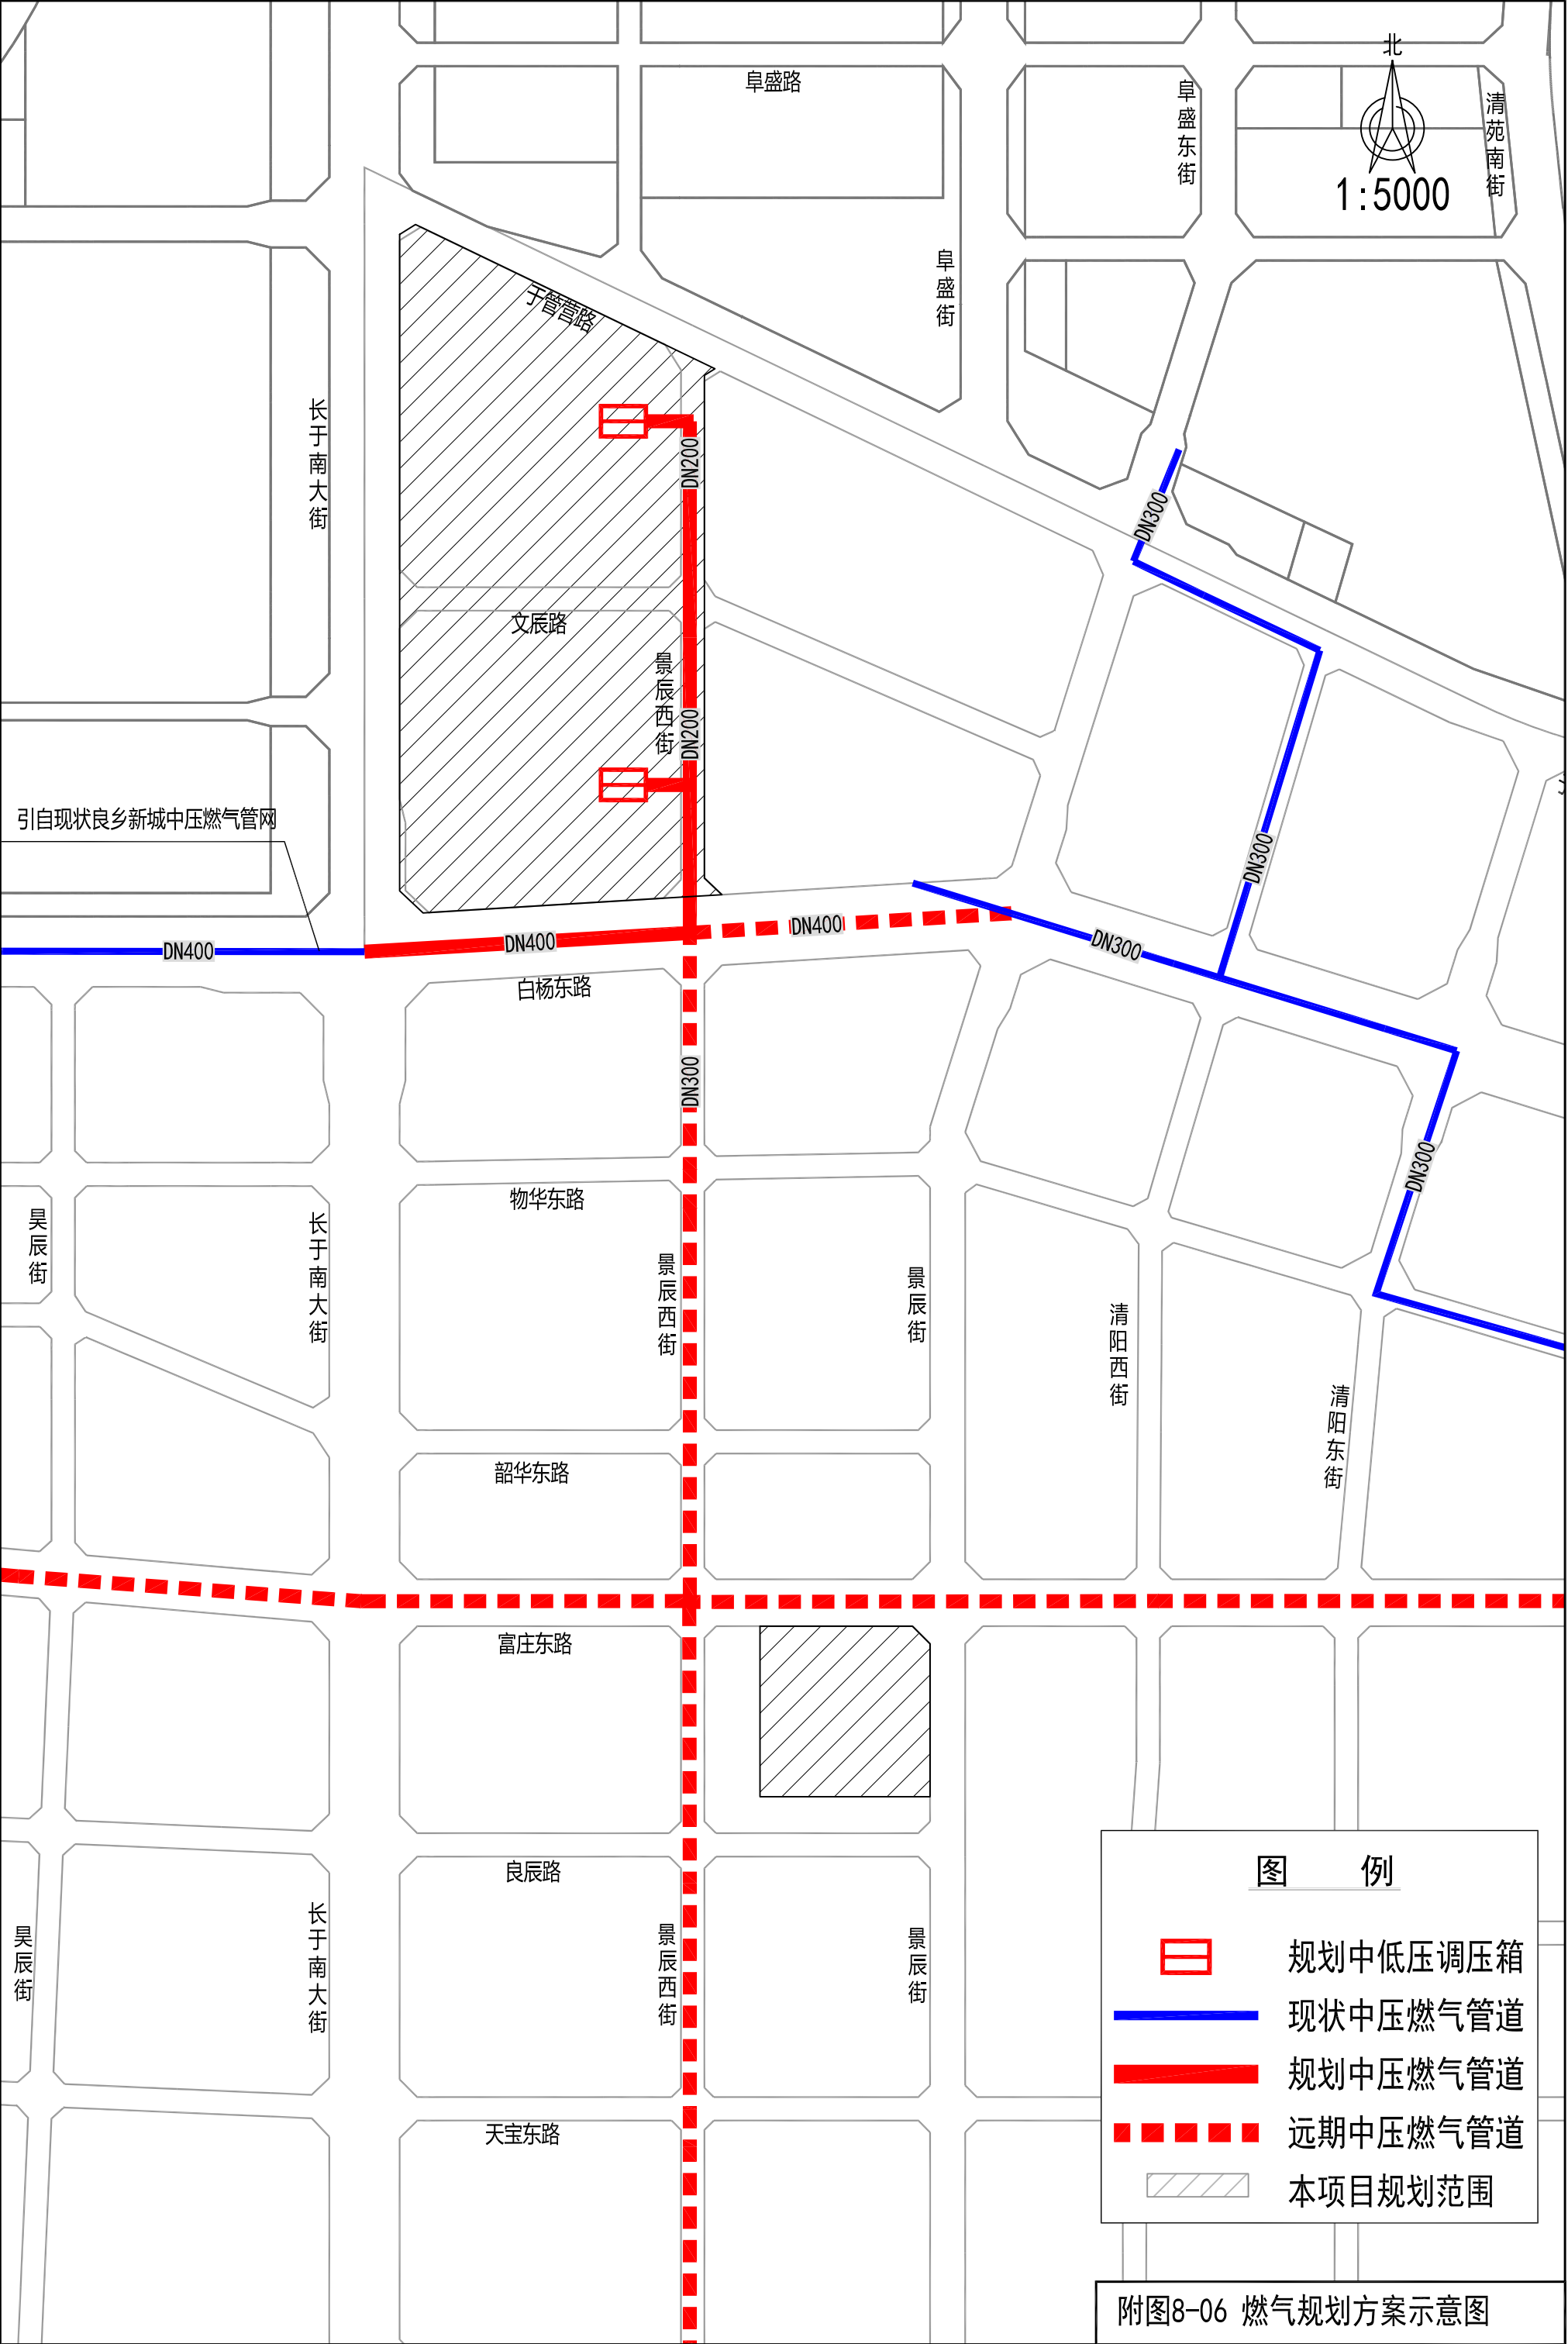 北
阜盛路
阜盛东街
清苑南街
1:5000
阜盛街
于管营路
长于南大街
DN200
DN300
文辰路
景辰西街
DN200
引自现状良乡新城中压燃气管网
DN300
DN400
DN400
DN400
DN300
白杨东路
DN300
DN300
物华东路
昊辰街
长于南大街
景辰西街
景辰街
清阳西街
清阳东街
韶华东路
富庄东路
良辰路
昊辰街
长于南大街
景辰西街
景辰街
天宝东路
图 例
规划中低压调压箱
现状中压燃气管道
规划中压燃气管道
远期中压燃气管道
本项目规划范围
附图8-06 燃气规划方案示意图